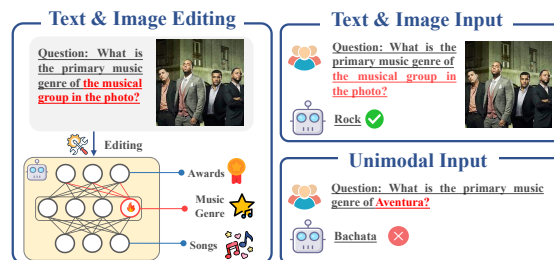 Text & Image Editing
Question: What is
the primary music
genre of the musical
group in the photo?
Editing
Awards
Music
Genre
Songs
Text & Image Input
Question: What is the
primary music genre of
the musical group in
the photo?
Rock
Unimodal Input
Question: What is the primary music
genre of Aventura?
Bachata